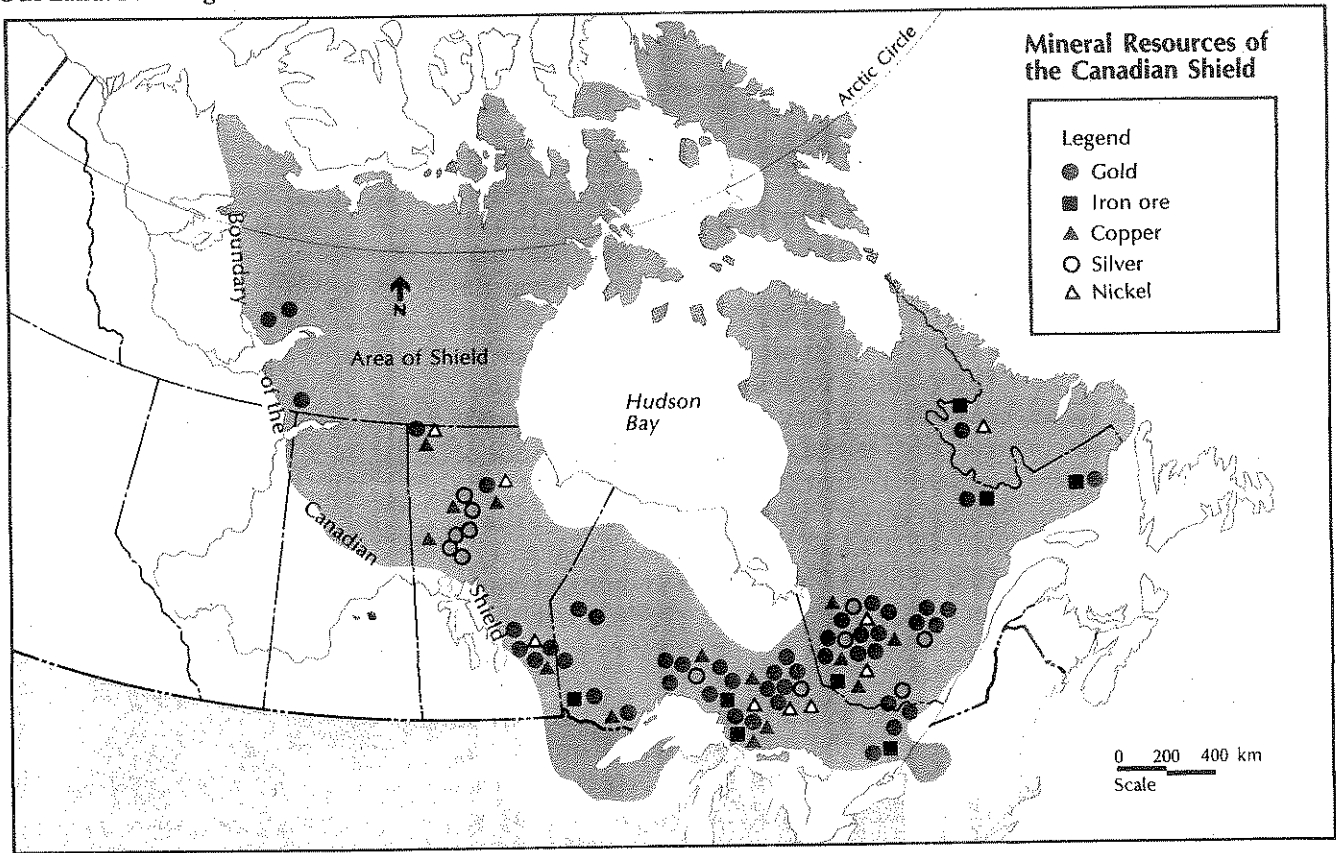 Mineral Resources of
the Canadian Shield
Arctic Circle
Legend
Gold
Iron ore
Copper
Silver
Nickel
Boundary
of the
Canadian
Shield
N
Area of Shield
Hudson
Bay
0 200 400 km
Scale